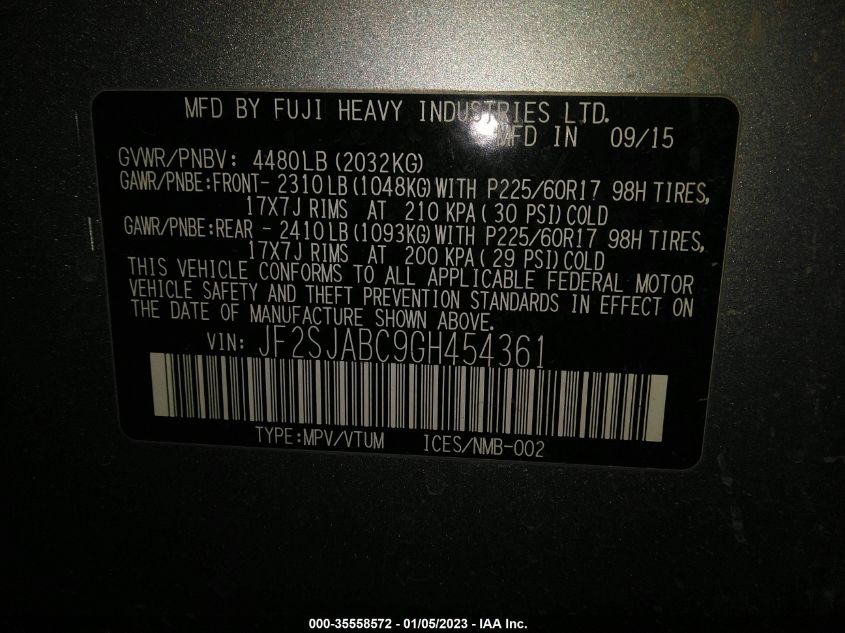 MFD BY FUJI HEAVY INDUSTRIES LTD.
MFD IN 09/15
GVWR/PNBV: 4480LB (2032KG)
GAWR/PNBE:FRONT- 2310LB (1048KG) WITH P225/60R17 98H TIRES,
17X7J RIMS AT 210 KPA ( 30 PSI) COLD
GAWR/PNBE:REAR - 2410LB (1093KG) WITH P225/60R17 98H TIRES,
17X7J RIMS AT 200 KPA ( 29 PSI) COLD
THIS VEHICLE CONFORMS TO ALL APPLICABLE FEDERAL MOTOR
VEHICLE SAFETY AND THEFT PREVENTION STANDARDS IN EFFECT ON
THE DATE OF MANUFACTURE SHOWN ABOVE.
VIN: JF2SJABC9GH454361
TYPE:MPV/VTUM ICES/NMB-002
000-35558572 — 01/05/2023 - IAA Inc.